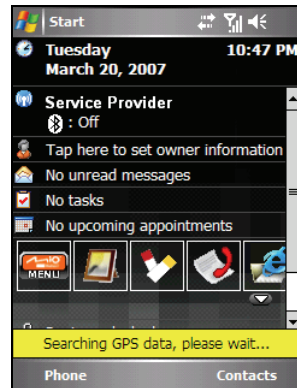 Start
Tuesday 10:47 PM
March 20, 2007
Service Provider
: Off
Tap here to set owner information
No unread messages
No tasks
No upcoming appointments
Mio
MENU
Searching GPS data, please wait...
Phone Contacts